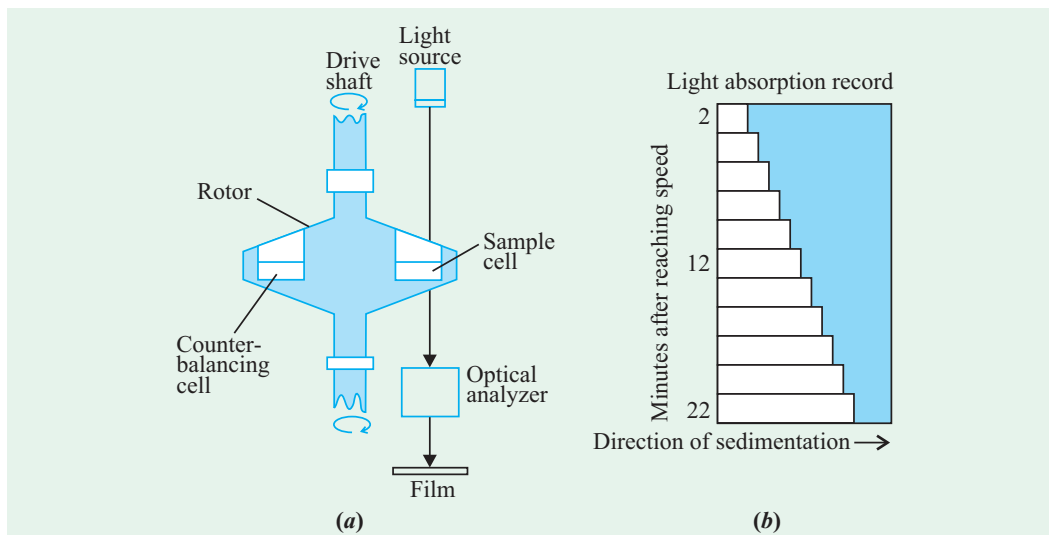 Light
source
Drive
shaft
Rotor
Sample
cell
Counter-
balancing
cell
Optical
analyzer
Film
(a)
Light absorption record
2
12
22
Minutes after reaching speed
Direction of sedimentation
(b)